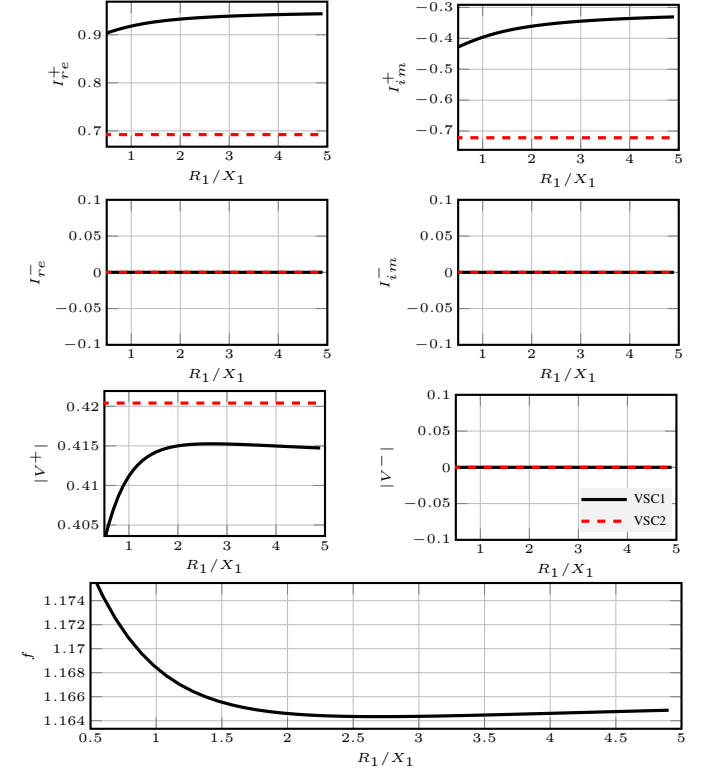 0.9
0.8
0.7
I_re^+
1 2 3 4 5
R1/X1
−0.3
−0.4
−0.5
−0.6
−0.7
I_im^+
1 2 3 4 5
R1/X1
0.1
0.05
0
−0.05
−0.1
I_re^−
1 2 3 4 5
R1/X1
0.1
0.05
0
−0.05
−0.1
I_im^−
1 2 3 4 5
R1/X1
0.42
0.415
0.41
0.405
|V^+|
1 2 3 4 5
R1/X1
0.1
0.05
0
−0.05
−0.1
|V^−|
VSC1
VSC2
1 2 3 4 5
R1/X1
1.174
1.172
1.17
1.168
1.166
1.164
f
0.5 1 1.5 2 2.5 3 3.5 4 4.5 5
R1/X1